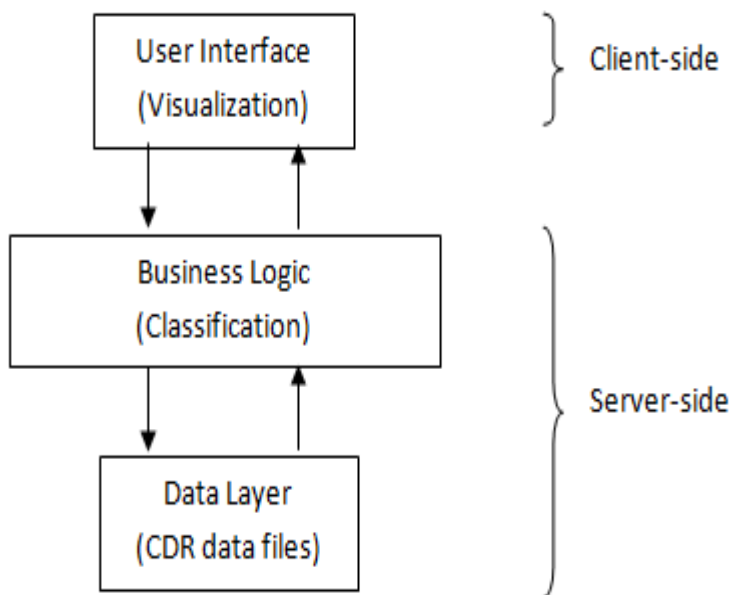 User Interface
(Visualization)
Client-side
Business Logic
(Classification)
Server-side
Data Layer
(CDR data files)